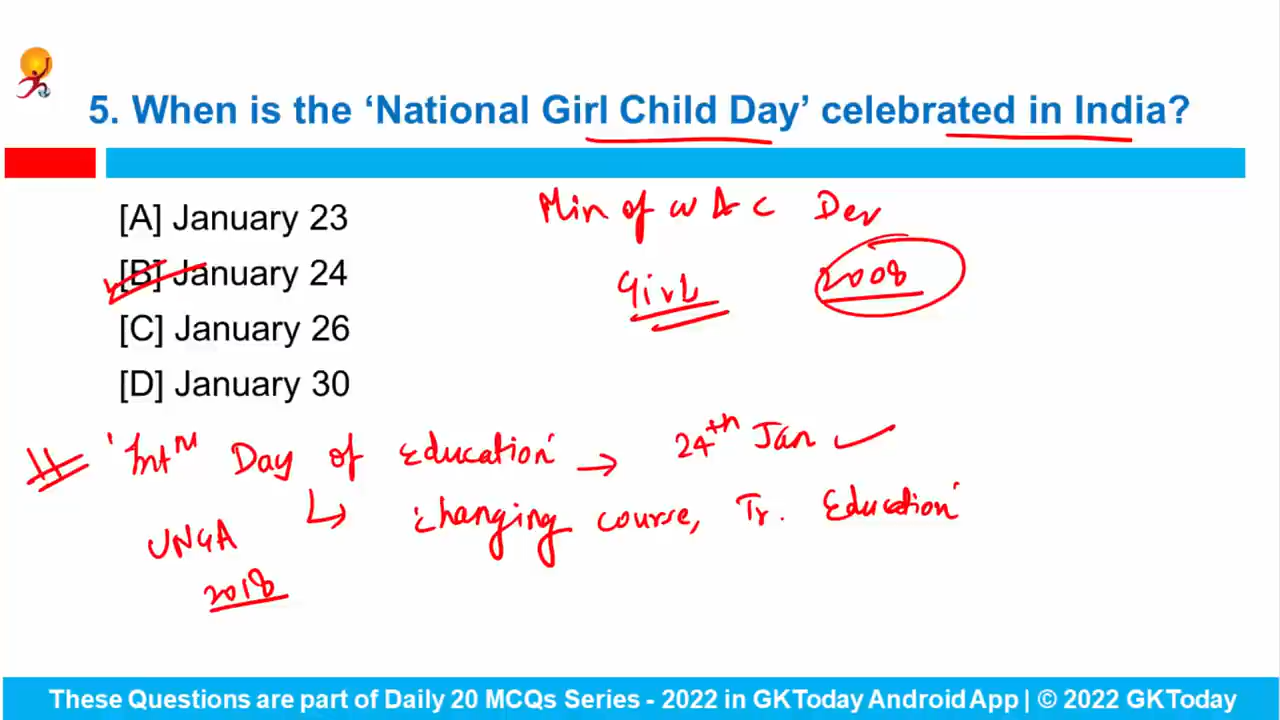 5. When is the ‘National Girl Child Day’ celebrated in India?
[A] January 23
Min of W & C Dev
[B] January 24
Girls 2008
[C] January 26
[D] January 30
'Intnl Day of Education' → 24th Jan ✓
↳ 'changing course, Tr. Education'
UNGA
2018
These Questions are part of Daily 20 MCQs Series - 2022 in GKToday Android App | © 2022 GKToday